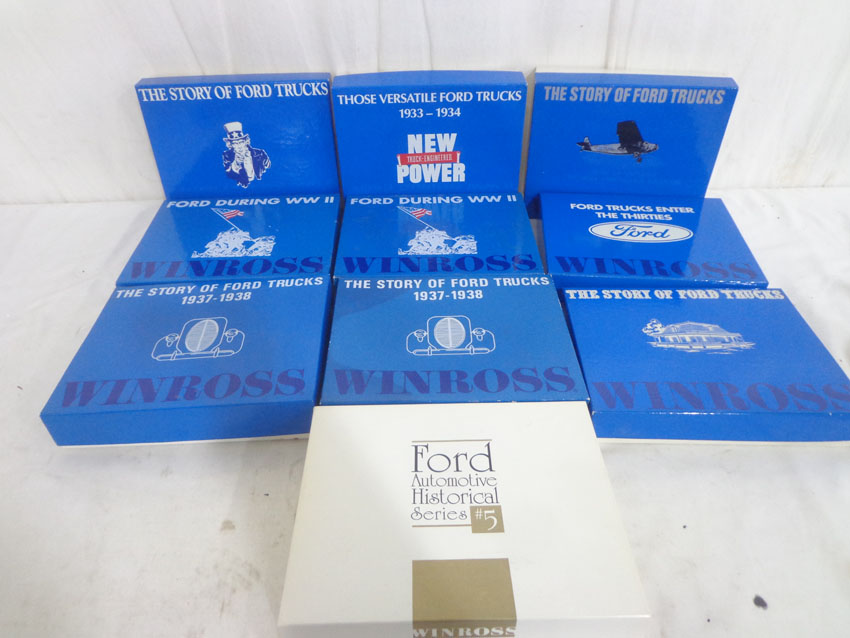 THE STORY OF FORD TRUCKS
THOSE VERSATILE FORD TRUCKS
1933 – 1934
NEW
TRUCK-ENGINEERED
POWER
THE STORY OF FORD TRUCKS
FORD DURING WW II
WINROSS
FORD DURING WW II
WINROSS
FORD TRUCKS ENTER
THE THIRTIES
Ford
WINROSS
THE STORY OF FORD TRUCKS
1937-1938
WINROSS
THE STORY OF FORD TRUCKS
1937-1938
WINROSS
THE STORY OF FORD TRUCKS
WINROSS
Ford
Automotive
Historical
Series #5
WINROSS